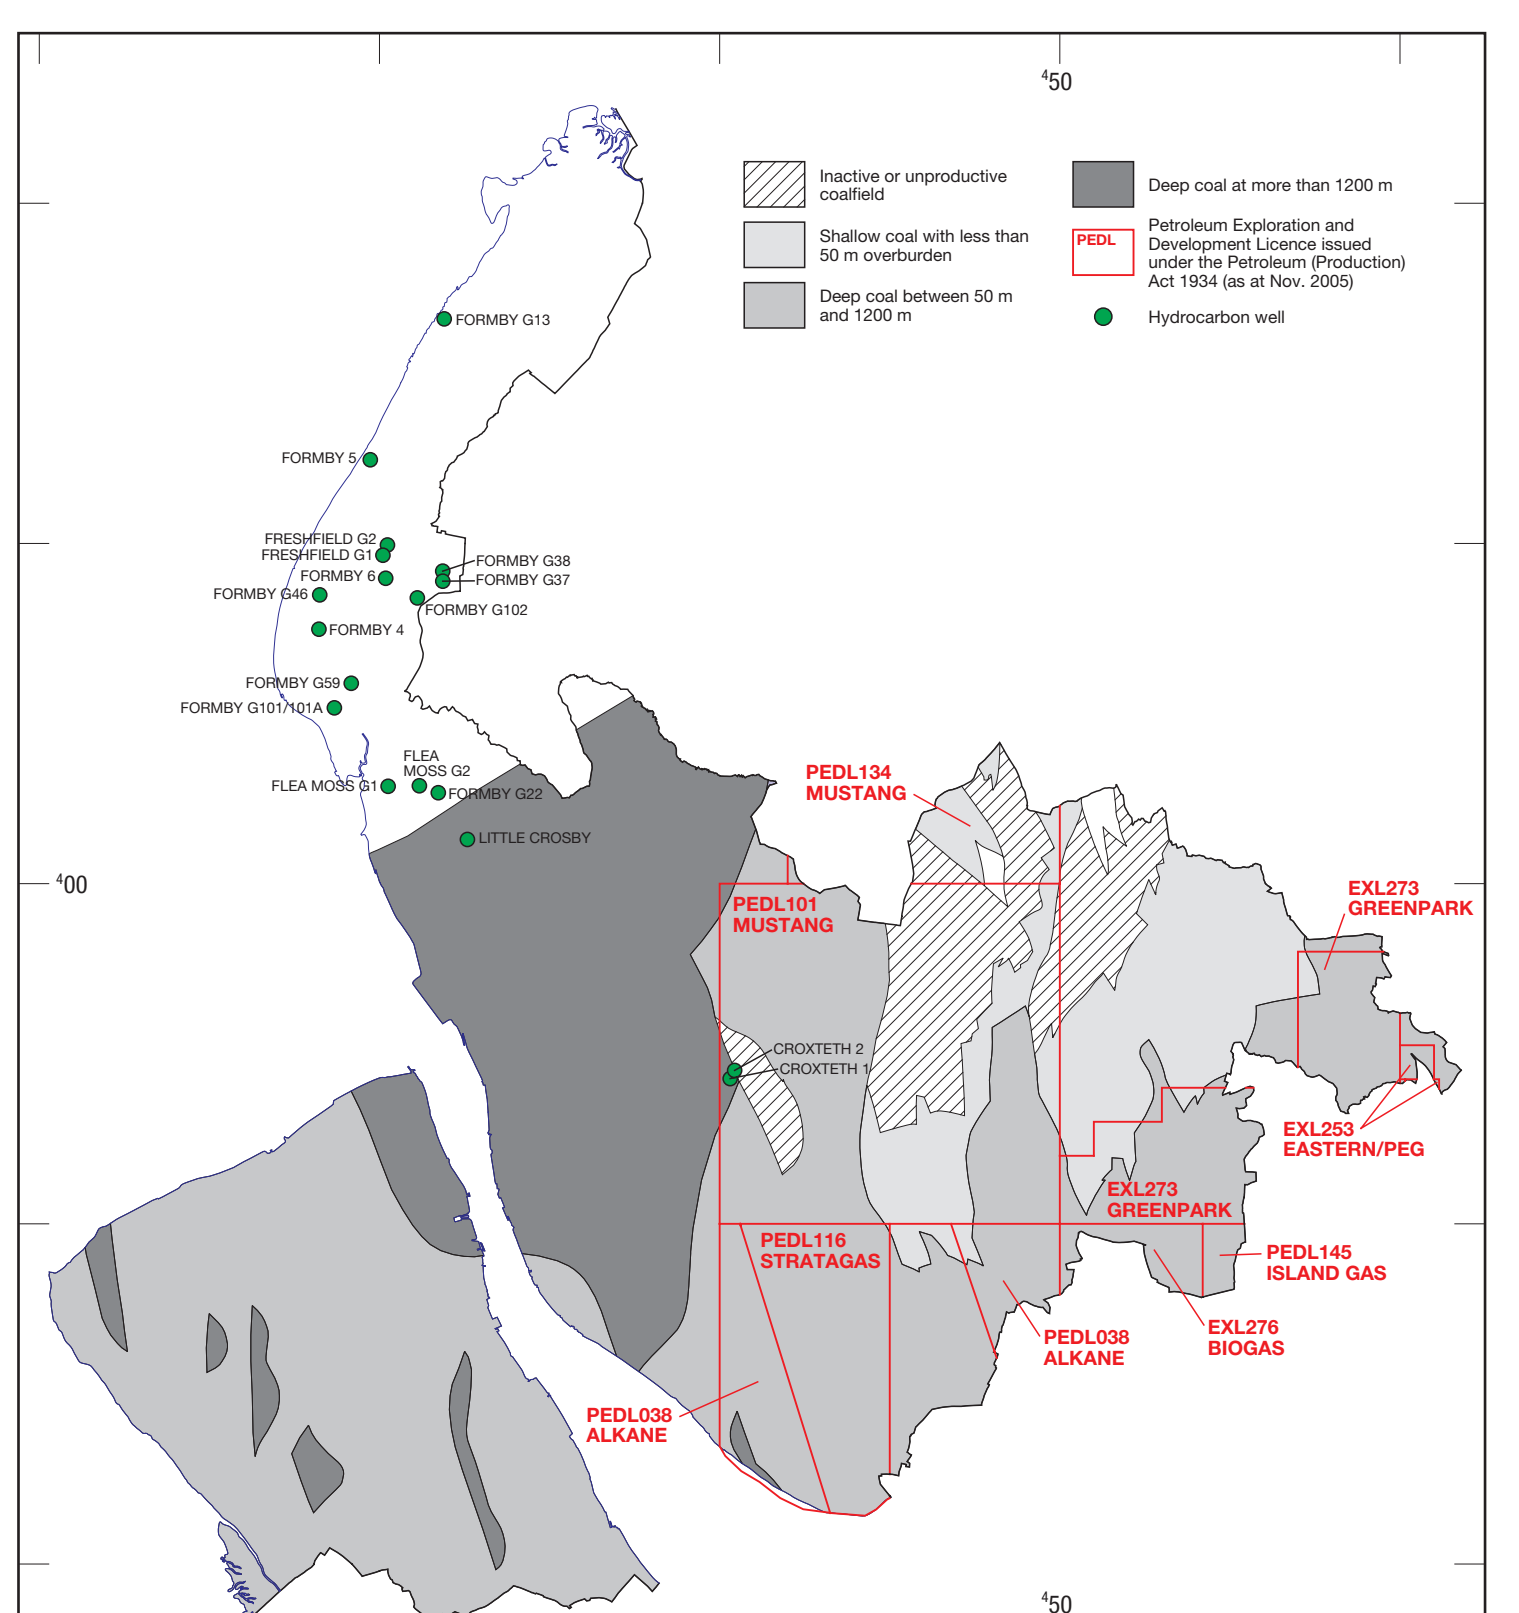 ⁴50
Inactive or unproductive
coalfield
Shallow coal with less than
50 m overburden
Deep coal between 50 m
and 1200 m
Deep coal at more than 1200 m
PEDL
Petroleum Exploration and
Development Licence issued
under the Petroleum (Production)
Act 1934 (as at Nov. 2005)
Hydrocarbon well
FORMBY G13
FORMBY 5
FRESHFIELD G2
FRESHFIELD G1
FORMBY 6
FORMBY G46
FORMBY G38
FORMBY G37
FORMBY G102
FORMBY 4
FORMBY G59
FORMBY G101/101A
FLEA
MOSS G2
FLEA MOSS G1
FORMBY G22
LITTLE CROSBY
PEDL134
MUSTANG
⁴00
PEDL101
MUSTANG
EXL273
GREENPARK
CROXTETH 2
CROXTETH 1
EXL253
EASTERN/PEG
EXL273
GREENPARK
PEDL116
STRATAGAS
PEDL145
ISLAND GAS
EXL276
BIOGAS
PEDL038
ALKANE
PEDL038
ALKANE
⁴50